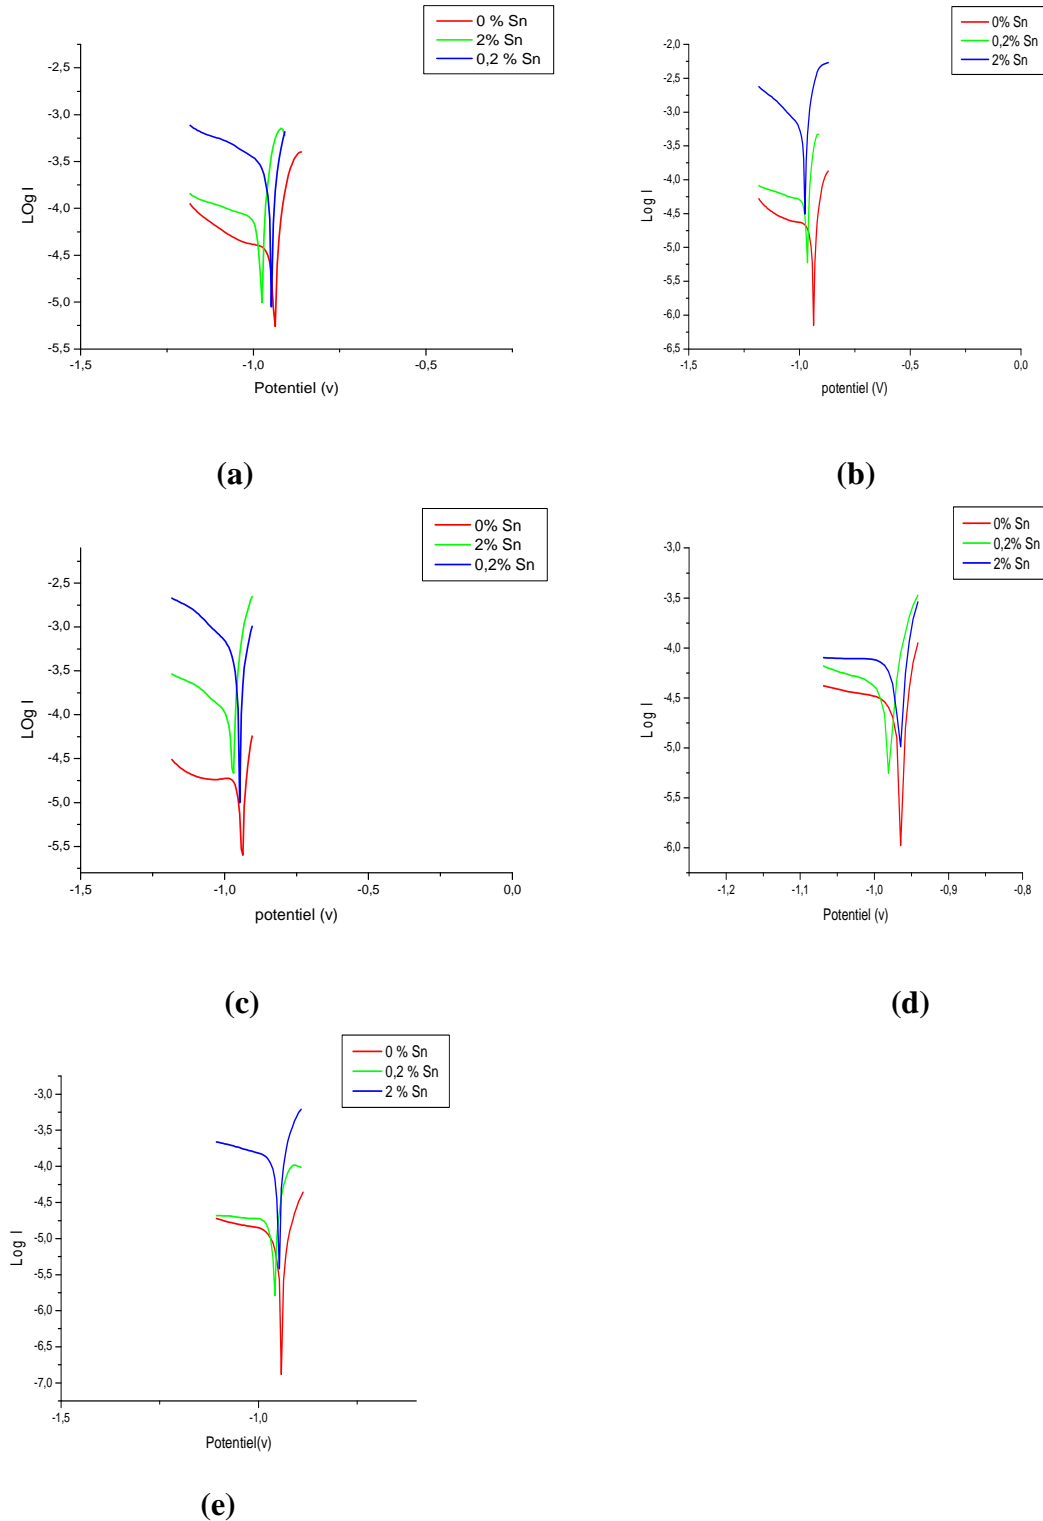 0 % Sn
2% Sn
0,2 % Sn
-2,5
-3,0
-3,5
-4,0
-4,5
-5,0
-5,5
LOg I
-1,5
-1,0
-0,5
Potentiel (v)
(a)
0% Sn
0,2% Sn
2% Sn
-2,0
-2,5
-3,0
-3,5
-4,0
-4,5
-5,0
-5,5
-6,0
-6,5
Log I
-1,5
-1,0
-0,5
0,0
potentiel (V)
(b)
0% Sn
2% Sn
0,2% Sn
-2,5
-3,0
-3,5
-4,0
-4,5
-5,0
-5,5
LOg I
-1,5
-1,0
-0,5
0,0
potentiel (v)
(c)
0% Sn
0,2% Sn
2% Sn
-3,0
-3,5
-4,0
-4,5
-5,0
-5,5
-6,0
Log I
-1,2
-1,1
-1,0
-0,9
-0,8
Potentiel (v)
(d)
0 % Sn
0,2 % Sn
2 % Sn
-3,0
-3,5
-4,0
-4,5
-5,0
-5,5
-6,0
-6,5
-7,0
Log I
-1,5
-1,0
Potentiel(v)
(e)